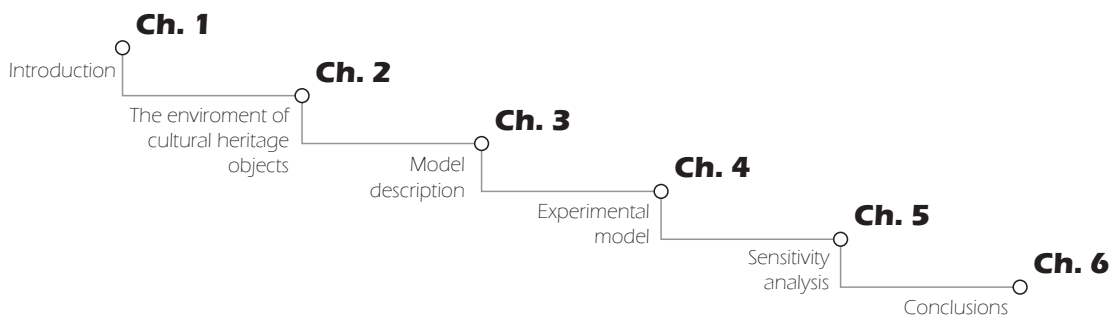 Ch. 1
Introduction
Ch. 2
The enviroment of
cultural heritage
objects
Ch. 3
Model
description
Ch. 4
Experimental
model
Ch. 5
Sensitivity
analysis
Ch. 6
Conclusions